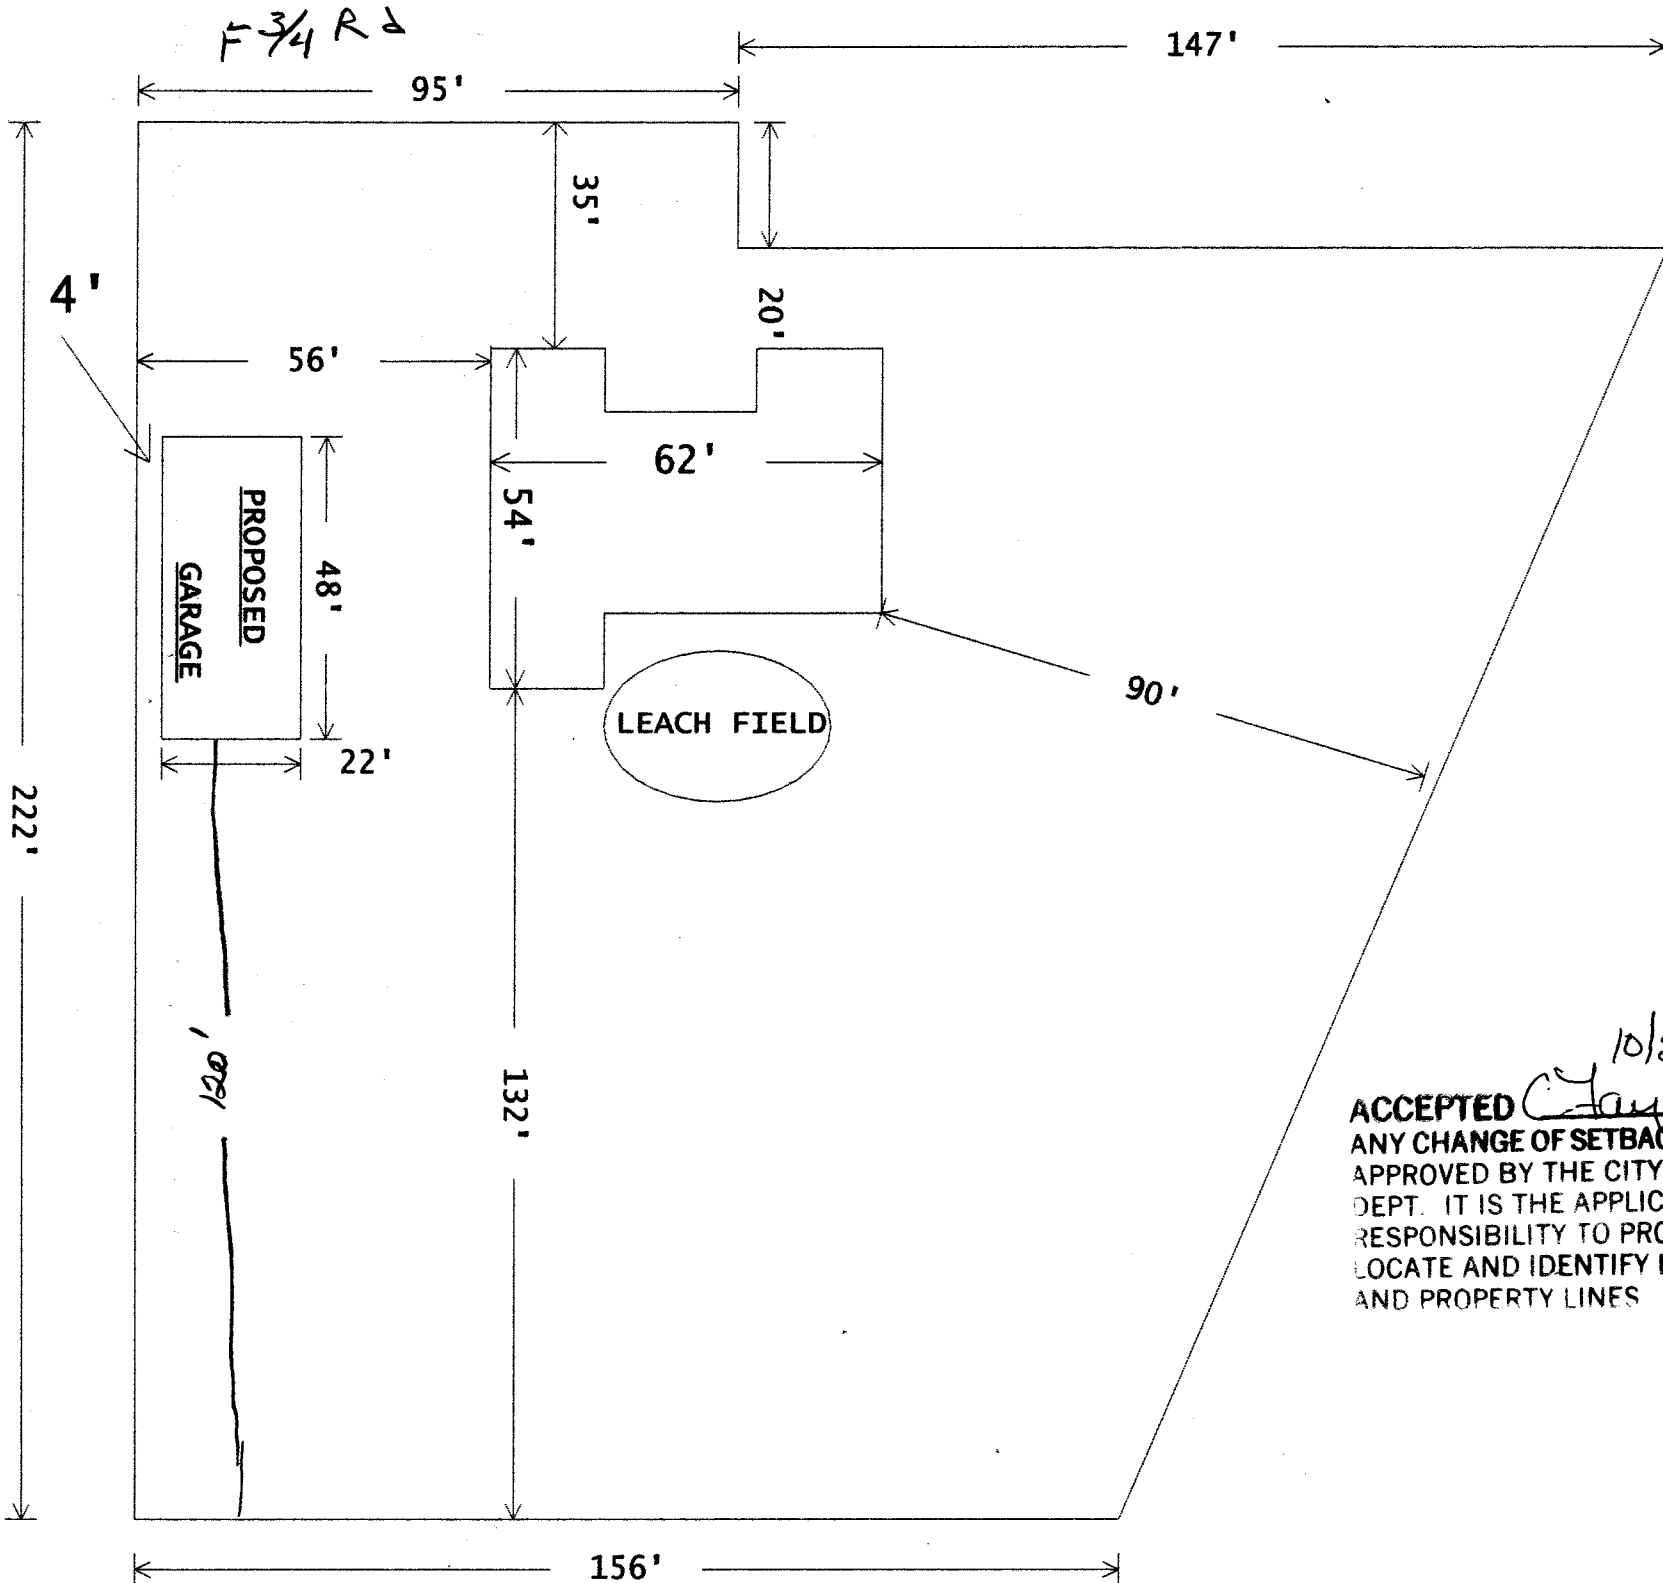 F 3/4 Rd
147'
95'
35'
4'
20'
56'
62'
54'
PROPOSED
GARAGE
48'
22'
LEACH FIELD
90'
222'
132'
10/
ACCEPTED
ANY CHANGE OF SETBAC
APPROVED BY THE CITY
DEPT. IT IS THE APPLIC
RESPONSIBILITY TO PRO
LOCATE AND IDENTIFY
AND PROPERTY LINES
156'